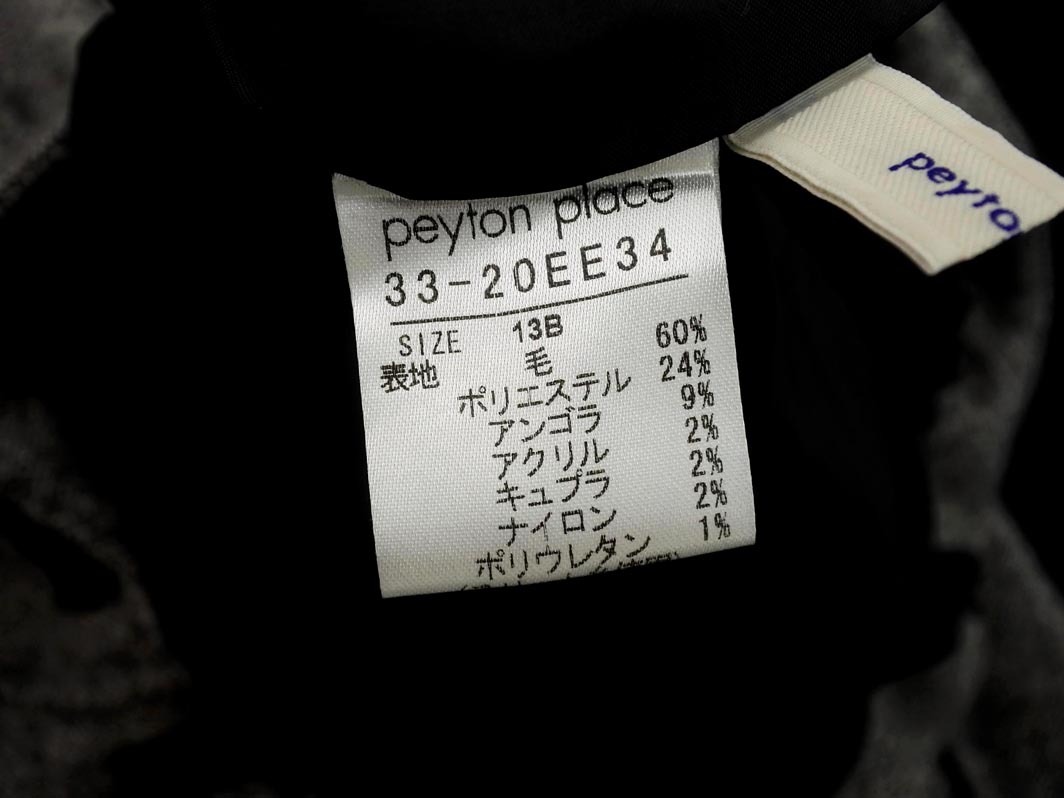 peyton place
33-20EE34
SIZE 13B
表地 毛 60%
ポリエステル 24%
アンゴラ 9%
アクリル 2%
キュプラ 2%
ナイロン 2%
ポリウレタン 1%
peyto